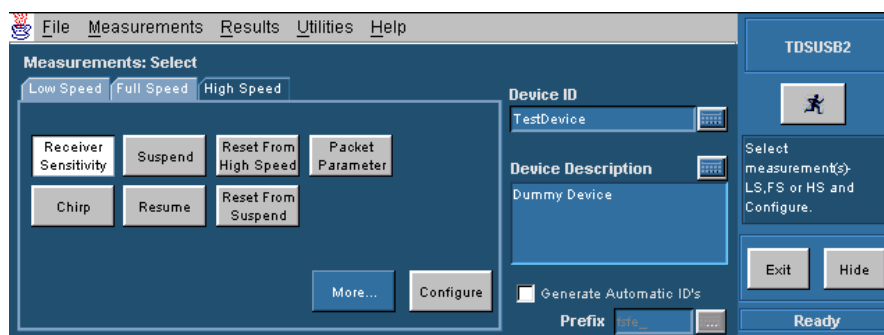 File Measurements Results Utilities Help
TDSUSB2
Measurements: Select
Low Speed Full Speed High Speed
Receiver Sensitivity
Suspend
Reset From High Speed
Packet Parameter
Chirp
Resume
Reset From Suspend
More...
Configure
Device ID
TestDevice
Device Description
Dummy Device
Generate Automatic ID's
Prefix
...
Select
measurement(s)-
LS,FS or HS and
Configure.
Exit
Hide
Ready